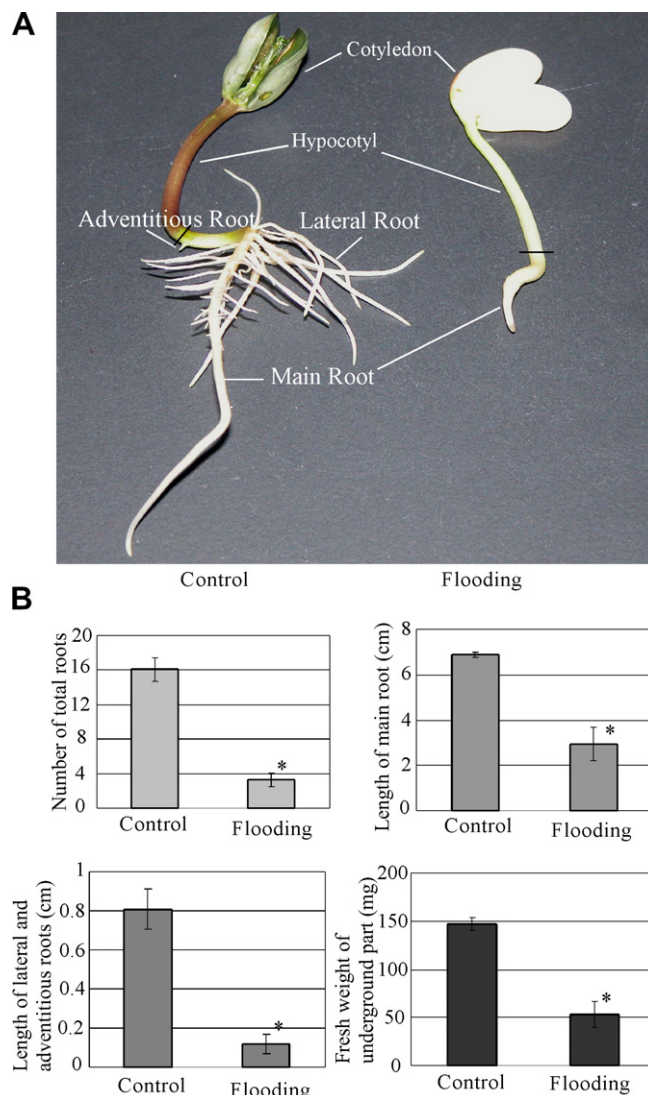 A
Cotyledon
Hypocotyl
Adventitious Root
Lateral Root
Main Root
Control
Flooding
B
Number of total roots
20
16
12
8
4
0
Control
Flooding
*
Length of main root (cm)
8
6
4
2
0
Control
Flooding
*
Length of lateral and
adventitious roots (cm)
1
0.8
0.6
0.4
0.2
0
Control
Flooding
*
Fresh weight of
underground part (mg)
200
150
100
50
0
Control
Flooding
*